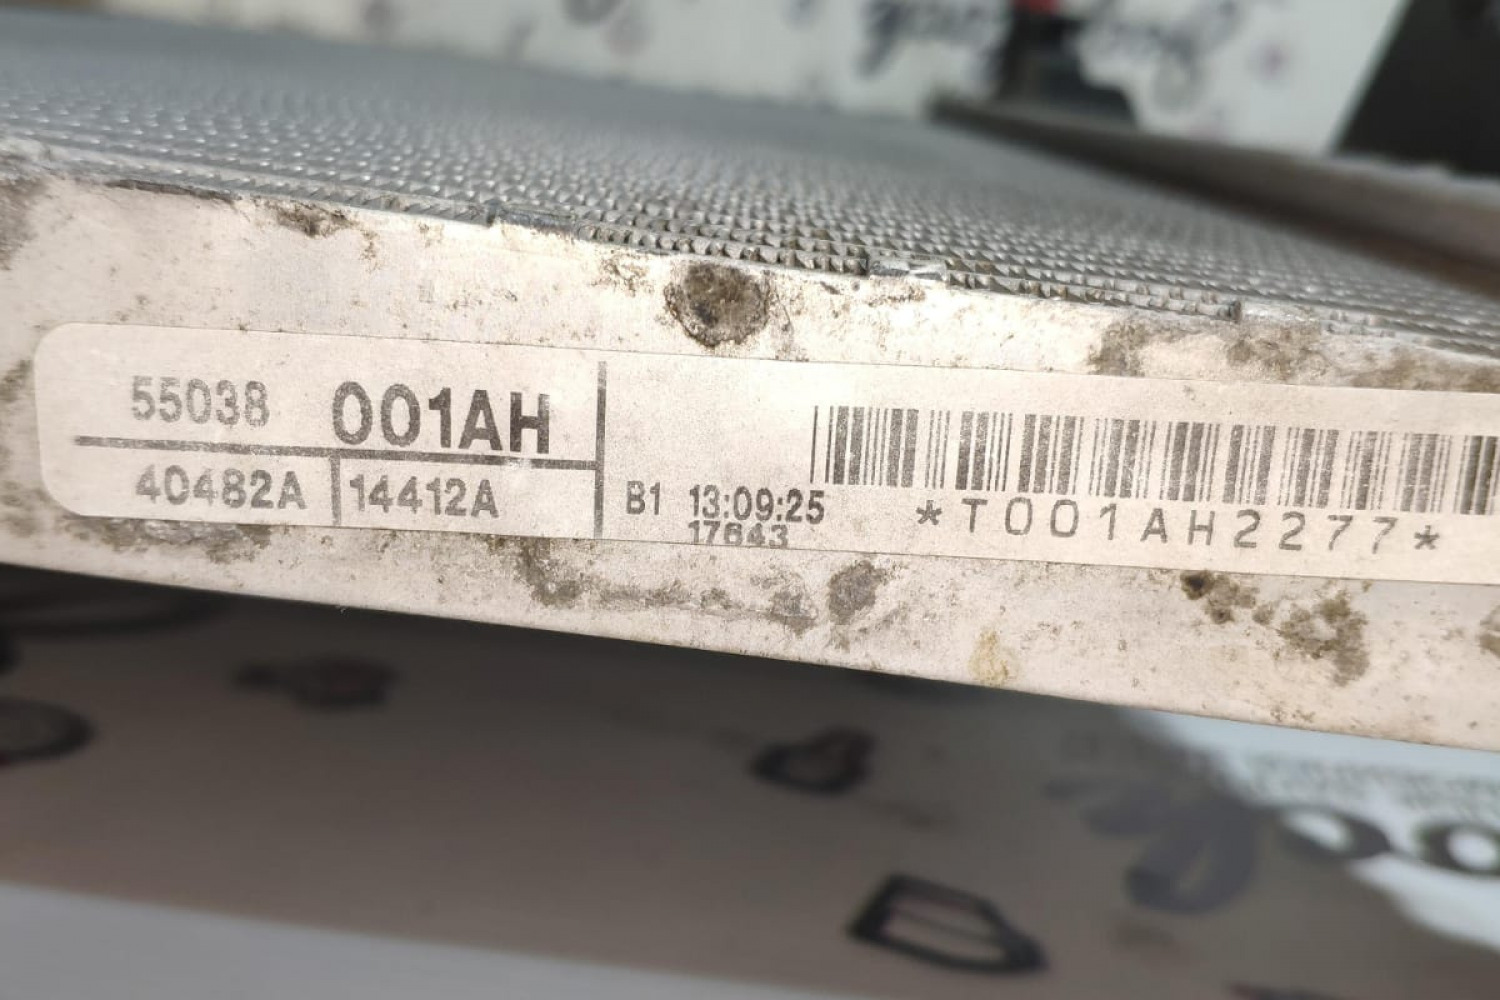 55038 001AH
40482A 14412A
B1 13:09:25
17643
*T001AH2277*